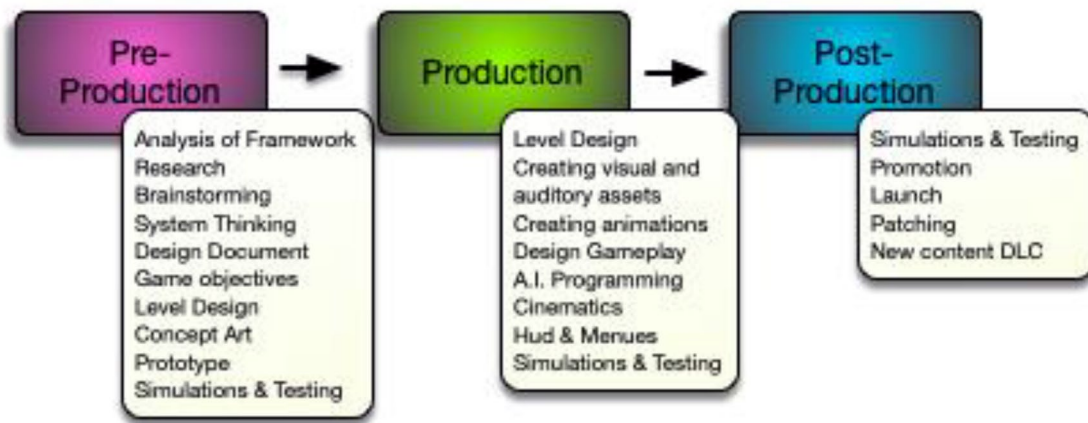 Pre-
Production
Analysis of Framework
Research
Brainstorming
System Thinking
Design Document
Game objectives
Level Design
Concept Art
Prototype
Simulations & Testing
Production
Level Design
Creating visual and
auditory assets
Creating animations
Design Gameplay
A.I. Programming
Cinematics
Hud & Menues
Simulations & Testing
Post-
Production
Simulations & Testing
Promotion
Launch
Patching
New content DLC